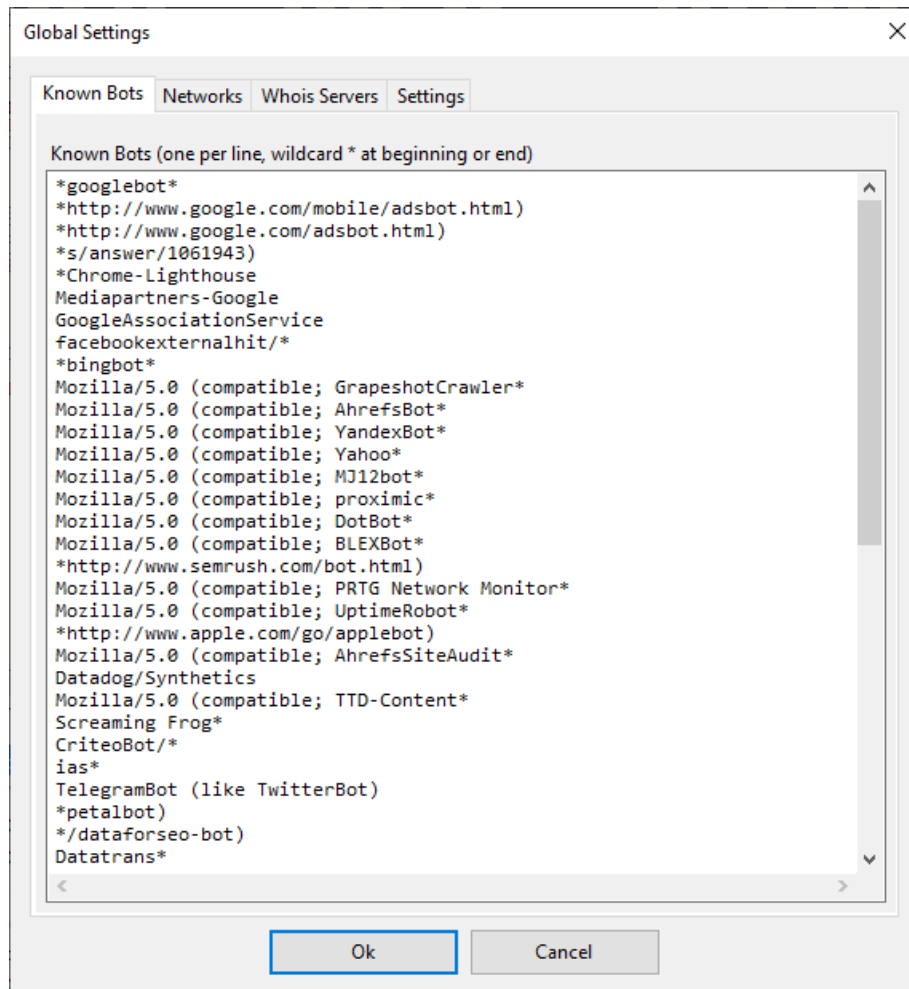 Global Settings
Known Bots Networks Whois Servers Settings
Known Bots (one per line, wildcard * at beginning or end)
*googlebot*
*http://www.google.com/mobile/adsbot.html)
*http://www.google.com/adsbot.html)
*s/answer/1061943)
*Chrome-Lighthouse
Mediapartners-Google
GoogleAssociationService
facebookexternalhit/*
*bingbot*
Mozilla/5.0 (compatible; GrapeshotCrawler*
Mozilla/5.0 (compatible; AhrefsBot*
Mozilla/5.0 (compatible; YandexBot*
Mozilla/5.0 (compatible; Yahoo*
Mozilla/5.0 (compatible; MJ12bot*
Mozilla/5.0 (compatible; proximic*
Mozilla/5.0 (compatible; DotBot*
Mozilla/5.0 (compatible; BLEXBot*
*http://www.semrush.com/bot.html)
Mozilla/5.0 (compatible; PRTG Network Monitor*
Mozilla/5.0 (compatible; UptimeRobot*
*http://www.apple.com/go/applebot)
Mozilla/5.0 (compatible; AhrefsSiteAudit*
Datadog/Synthetics
Mozilla/5.0 (compatible; TTD-Content*
Screaming Frog*
CriteoBot/*
ias*
TelegramBot (like TwitterBot)
*petalbot)
*/dataforseo-bot)
Datatrans*
Ok Cancel